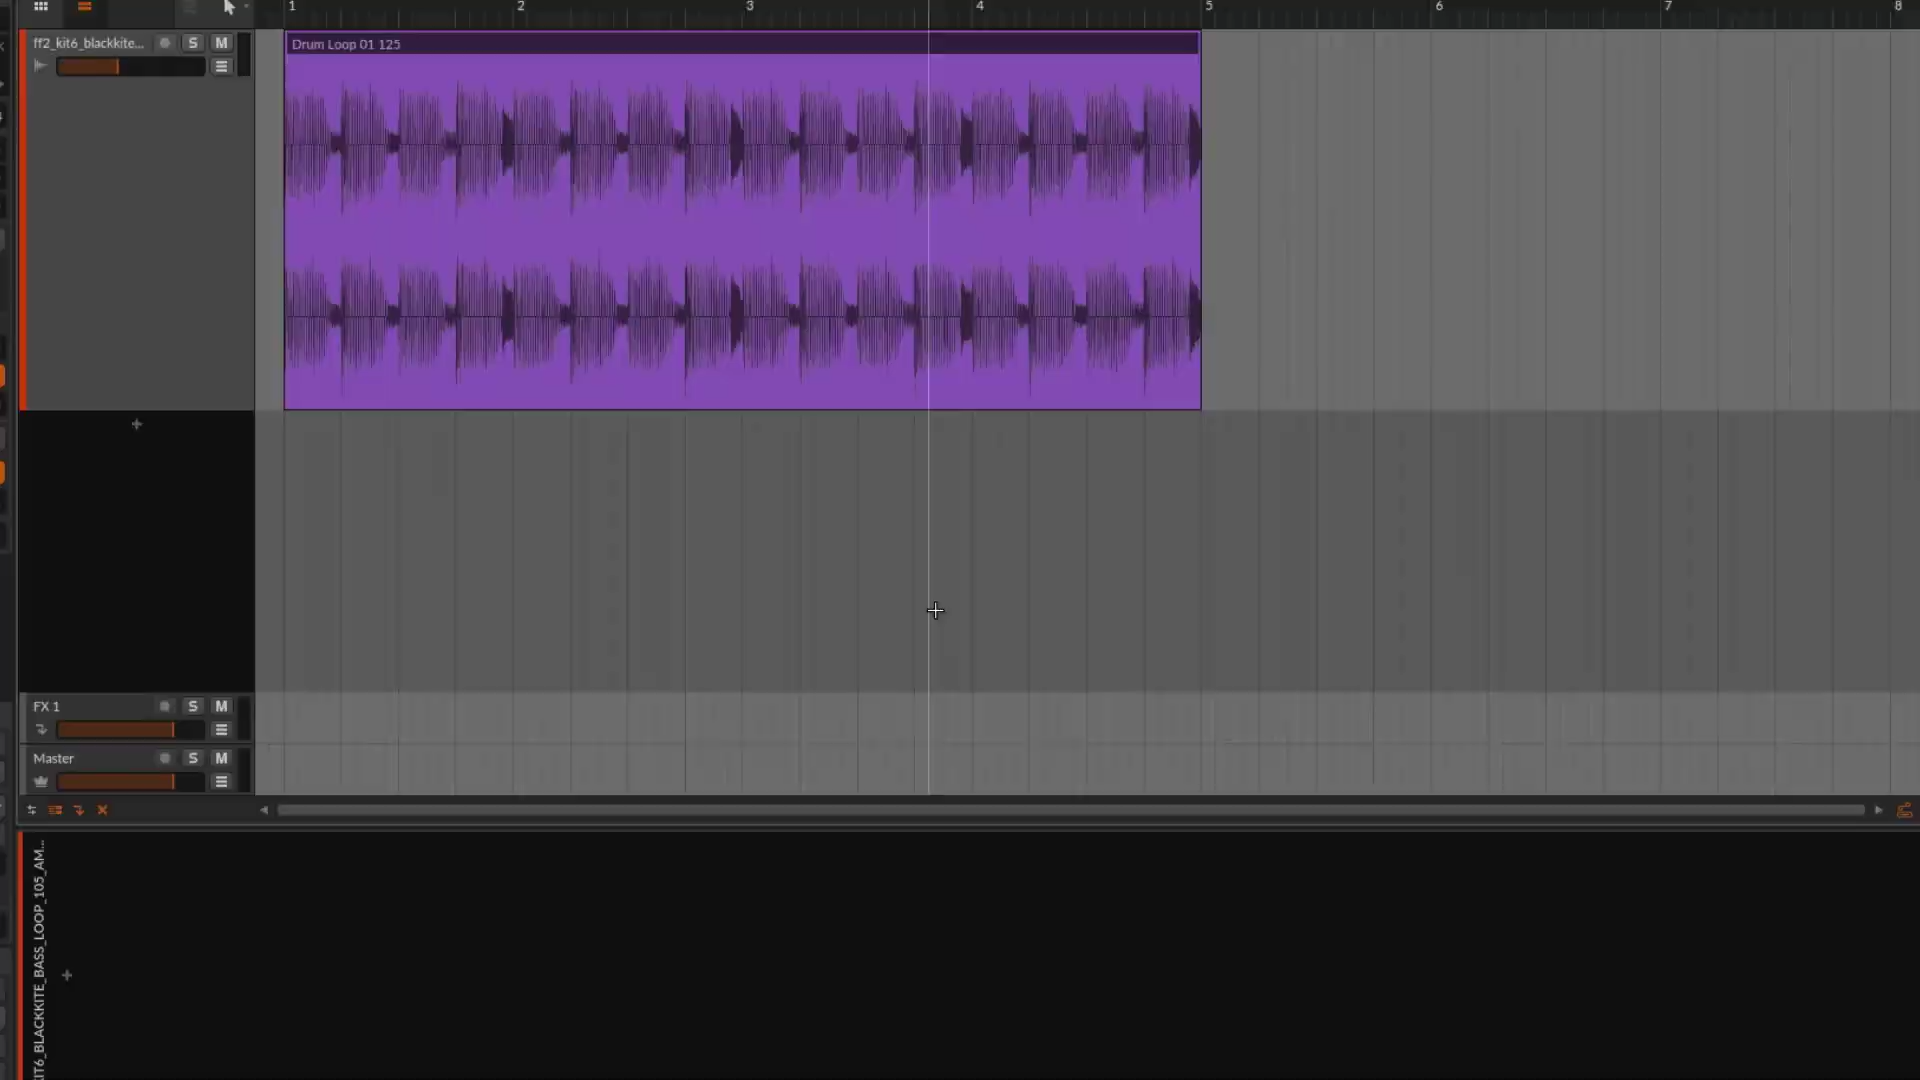 1 2 3 4 5 6 7 8
ff2_kit6_blackkite... S M
Drum Loop 01 125
FX 1 S M
Master S M
IT6_BLACKKITE_BASS_LOOP_105_AM...